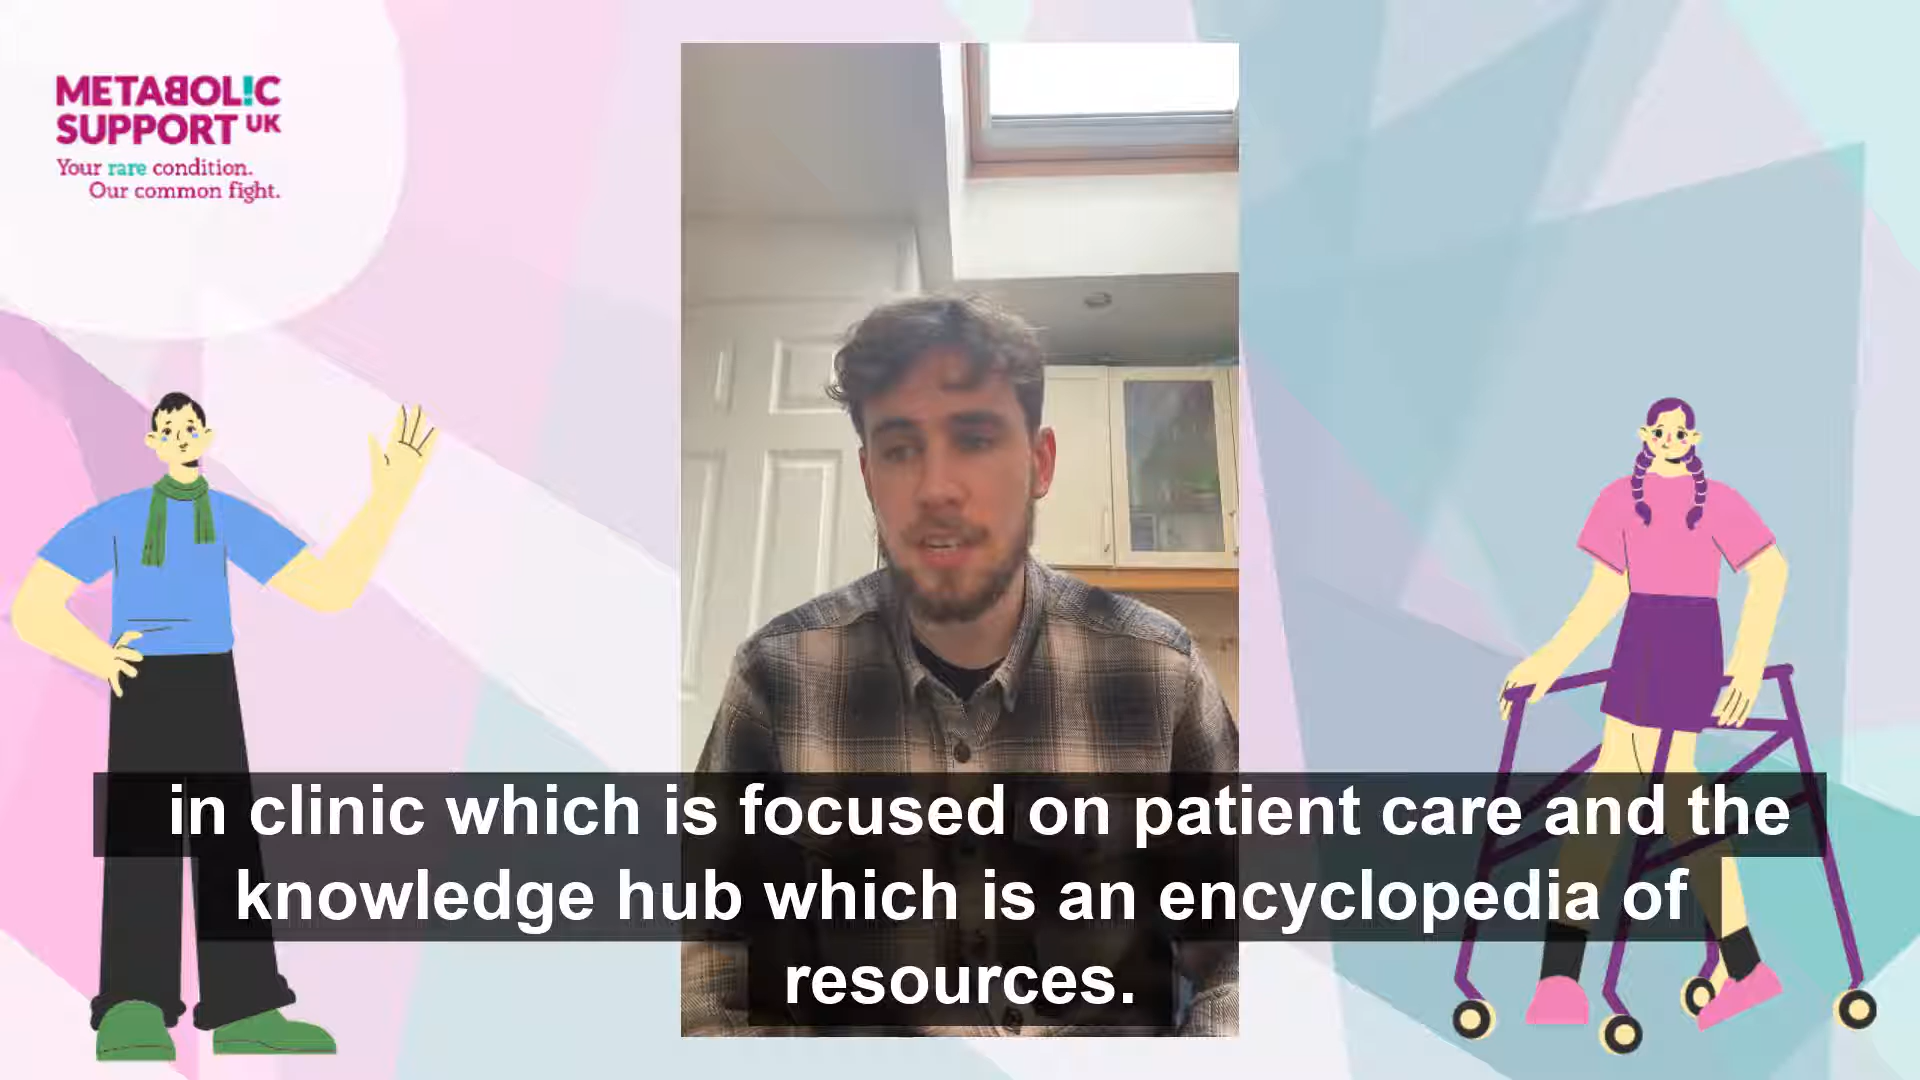 METABOL!C
SUPPORT UK
Your rare condition.
Our common fight.
in clinic which is focused on patient care and the
knowledge hub which is an encyclopedia of
resources.